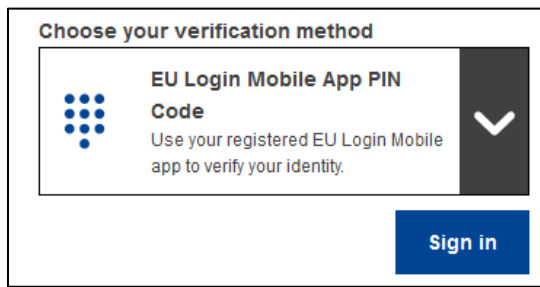 Choose your verification method
EU Login Mobile App PIN
Code
Use your registered EU Login Mobile
app to verify your identity.
Sign in